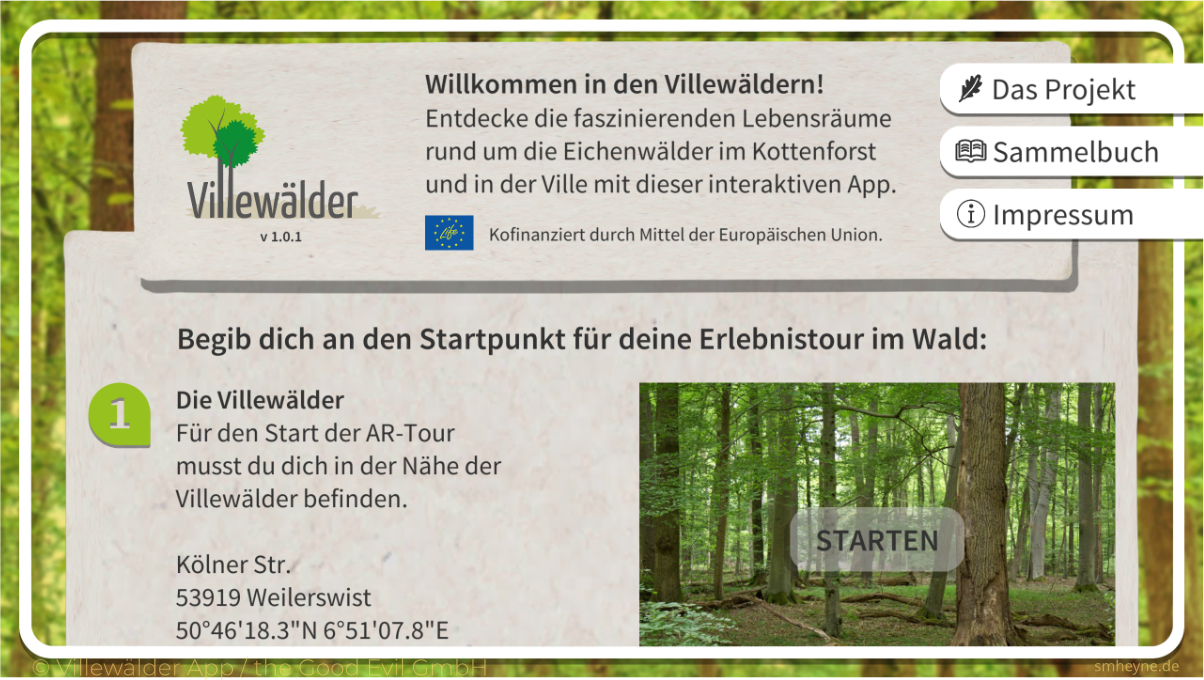 Villewälder
v 1.0.1
Willkommen in den Villewäldern!
Entdecke die faszinierenden Lebensräume
rund um die Eichenwälder im Kottenforst
und in der Ville mit dieser interaktiven App.
Life
Kofinanziert durch Mittel der Europäischen Union.
Das Projekt
Sammelbuch
Impressum
Begib dich an den Startpunkt für deine Erlebnistour im Wald:
1
Die Villewälder
Für den Start der AR-Tour
musst du dich in der Nähe der
Villewälder befinden.
Kölner Str.
53919 Weilerswist
50°46'18.3"N 6°51'07.8"E
STARTEN
© Villewälder App / the Good Evil GmbH
smheyne.de